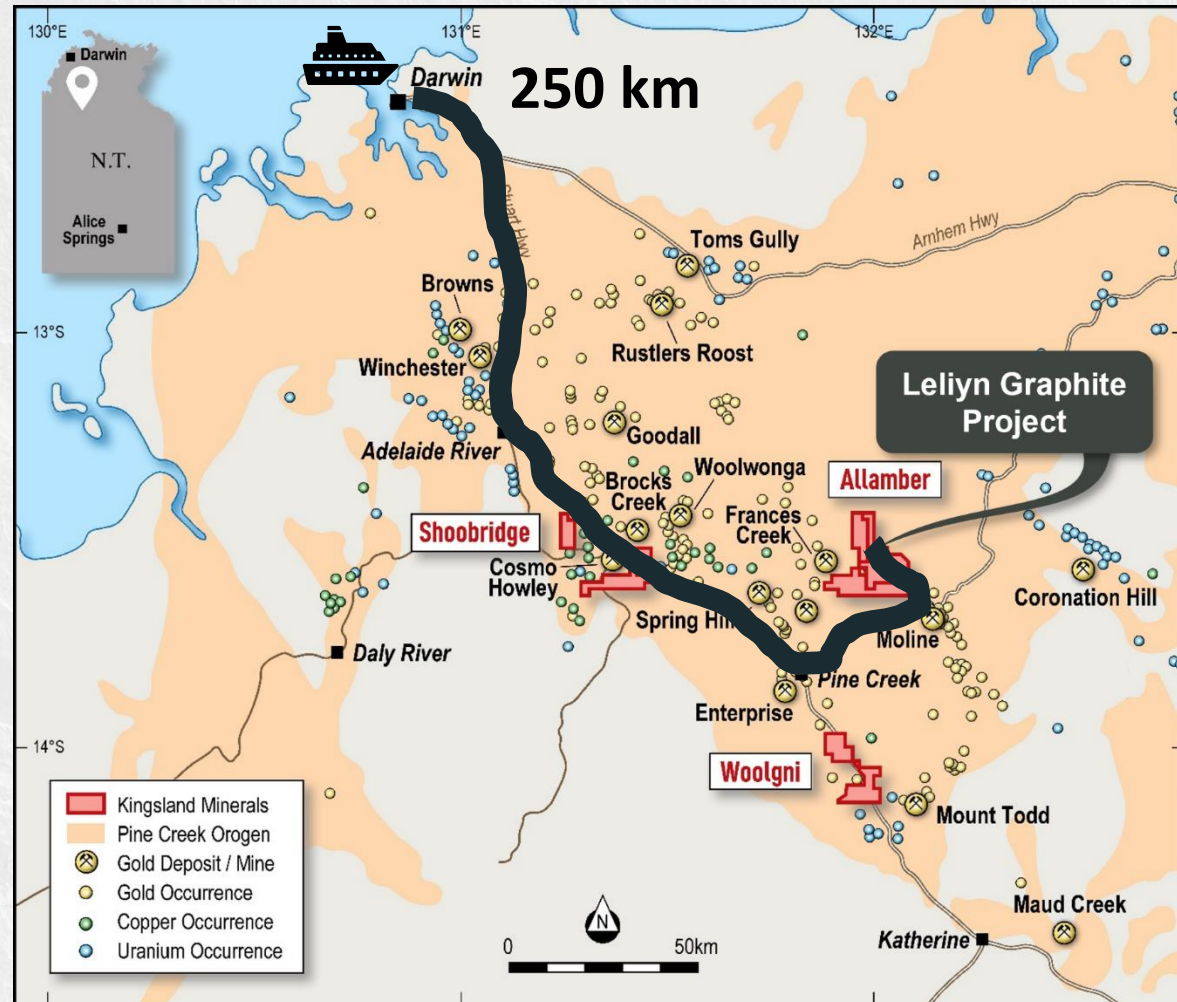 130°E
131°E
132°E
Darwin
N.T.
Alice
Springs
Darwin
250 km
Stuart Hwy
Arnhem Hwy
Toms Gully
Browns
13°S
Rustlers Roost
Winchester
Leliyn Graphite
Project
Goodall
Adelaide River
Woolwonga
Brocks
Creek
Allamber
Frances
Creek
Shoobridge
Cosmo
Howley
Coronation Hill
Spring Hill
Moline
Daly River
Pine Creek
Enterprise
14°S
Woolgni
Mount Todd
Kingsland Minerals
Pine Creek Orogen
Gold Deposit / Mine
Gold Occurrence
Copper Occurrence
Uranium Occurrence
N
0
50km
Maud Creek
Katherine